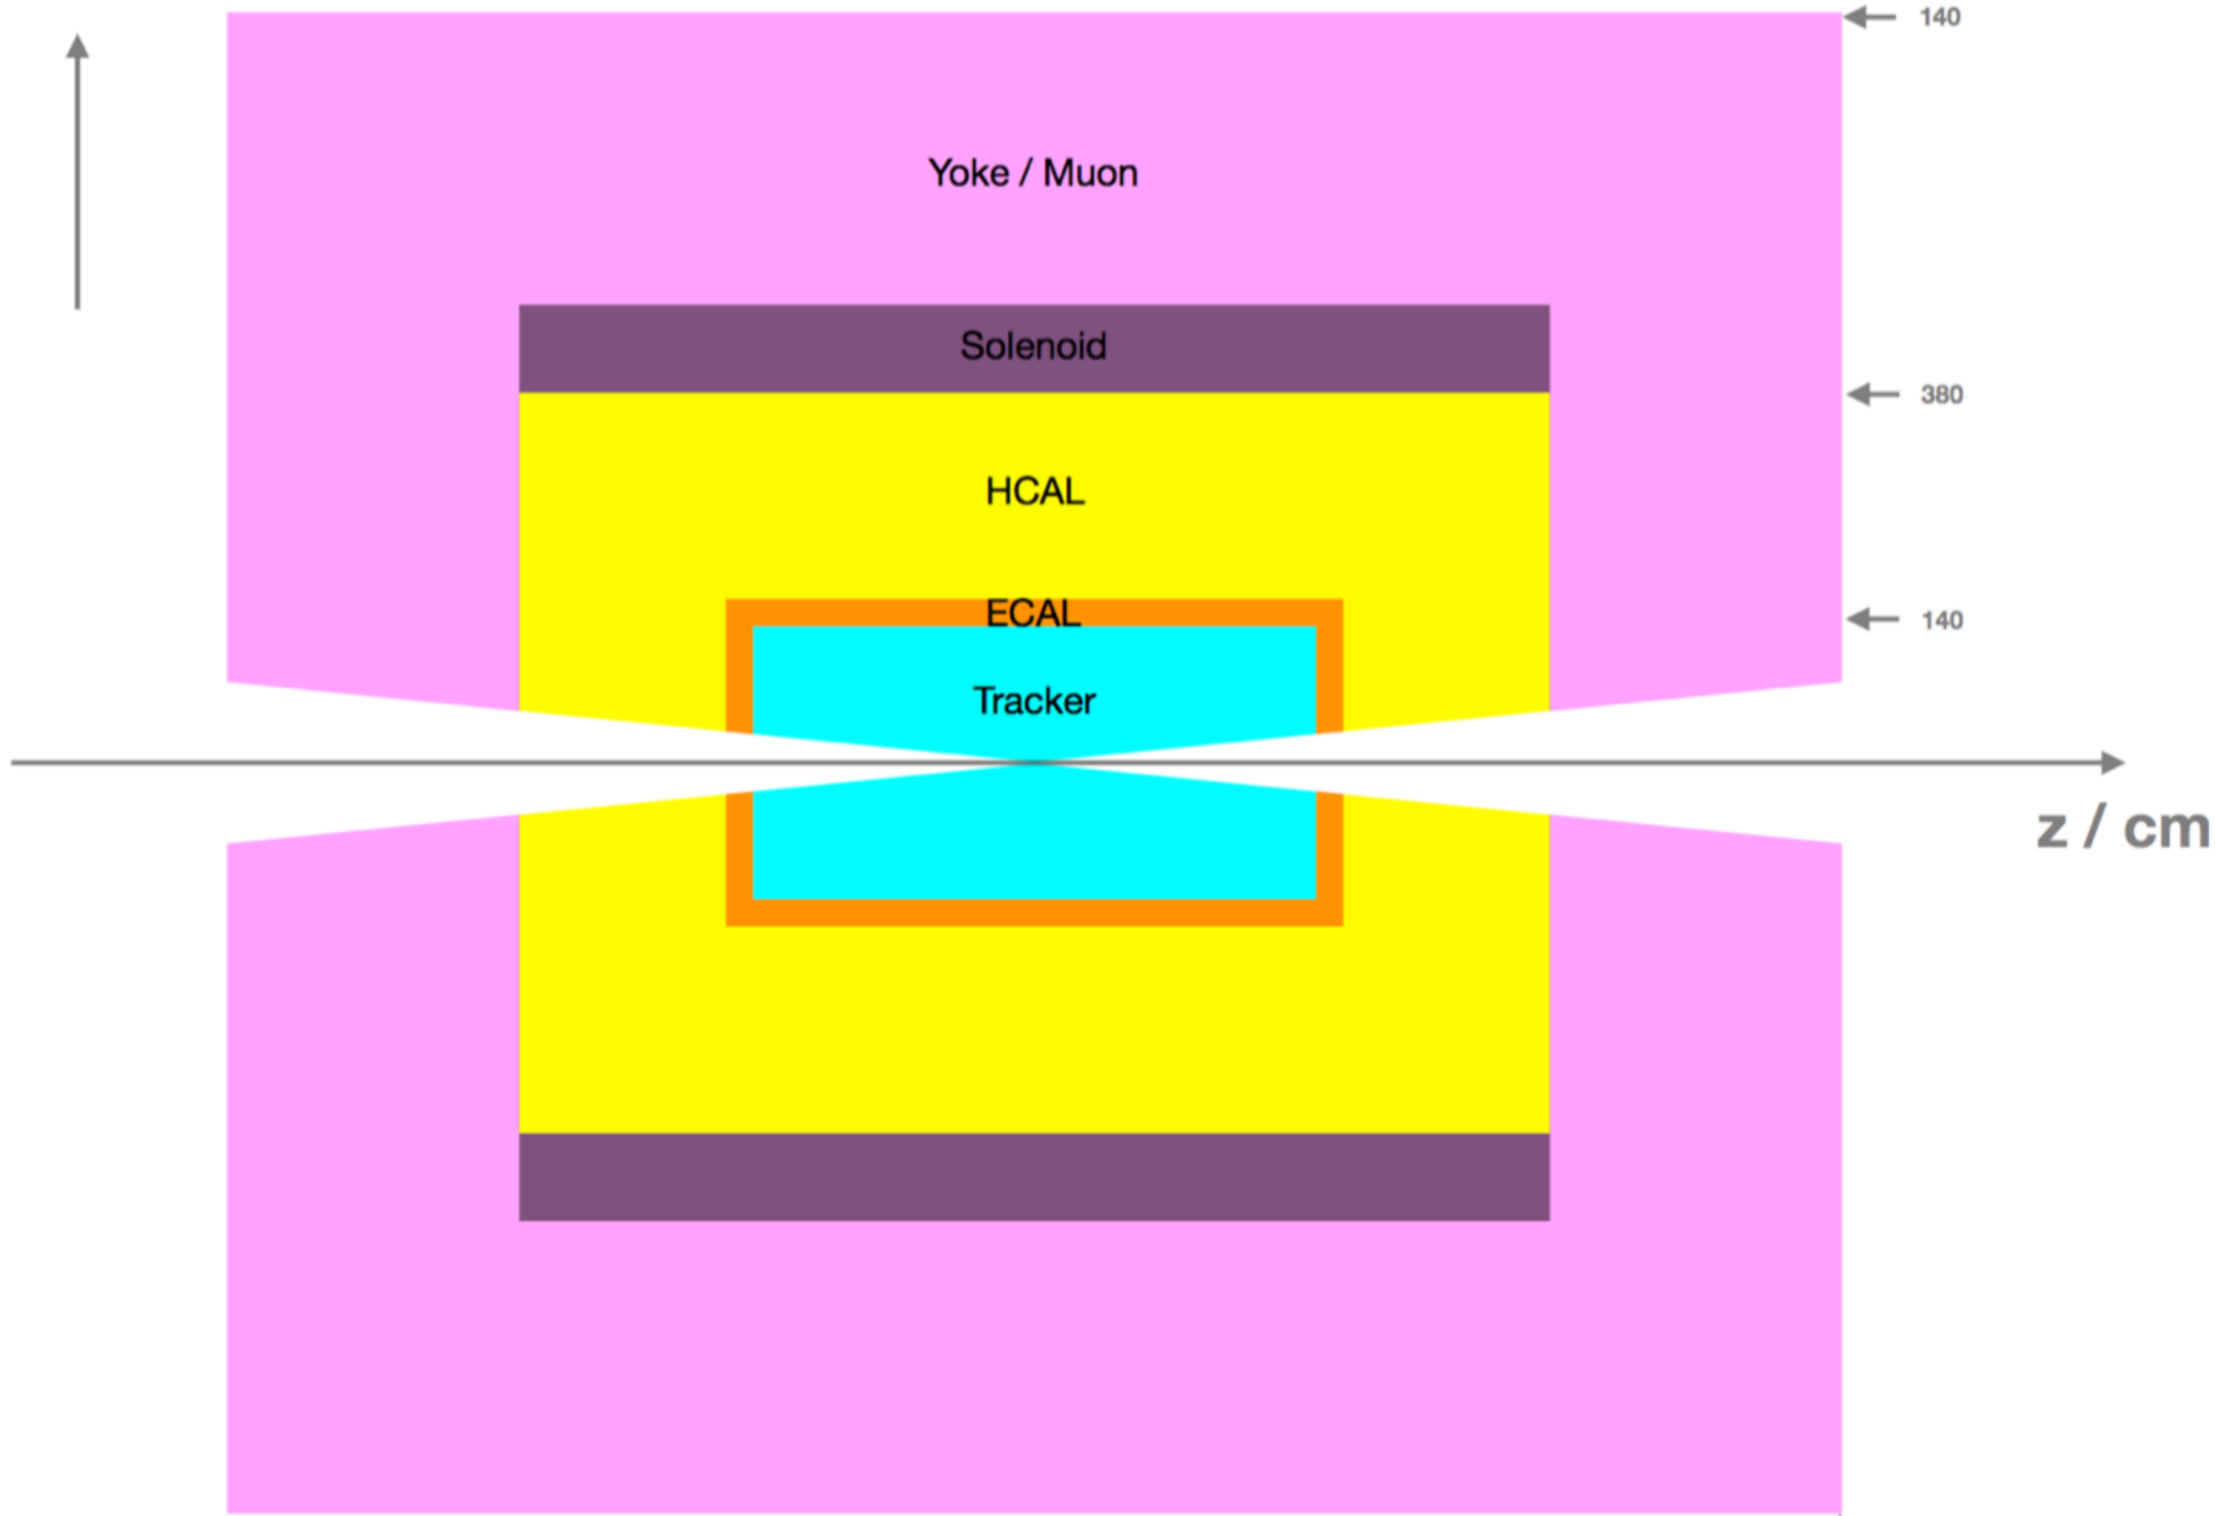 140
Yoke / Muon
Solenoid
380
HCAL
ECAL
140
Tracker
z / cm